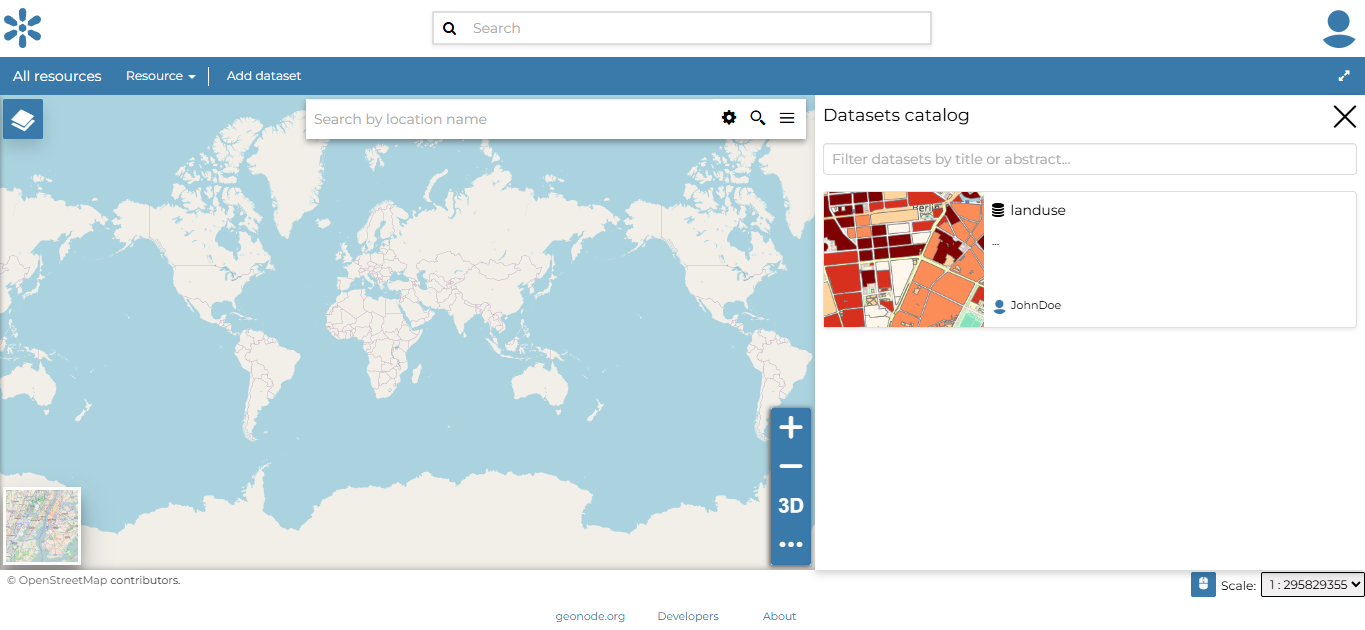 Search
All resources
Resource
Add dataset
Search by location name
Datasets catalog
Filter datasets by title or abstract...
Berlin
landuse
...
JohnDoe
3D
© OpenStreetMap contributors.
Scale:
1 : 295829355
geonode.org
Developers
About